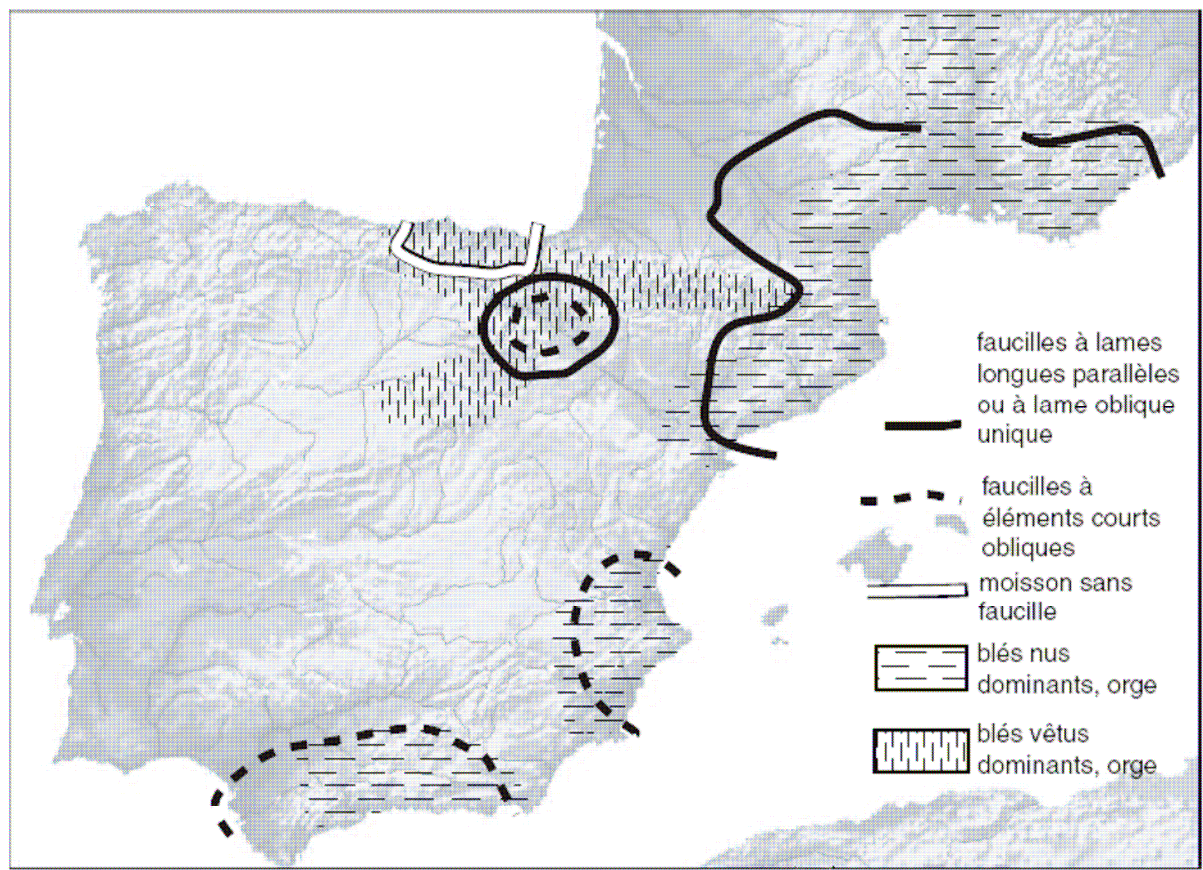 faucilles à lames
longues parallèles
ou à lame oblique
unique
faucilles à
éléments courts
obliques
moisson sans
faucille
blés nus
dominants, orge
blés vêtus
dominants, orge